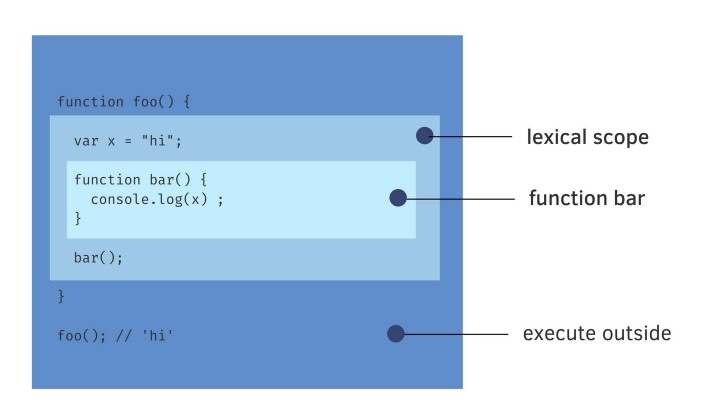 function foo() {
var x = "hi";
lexical scope
function bar() {
console.log(x) ;
}
function bar
bar();
}
foo(); // 'hi'
execute outside